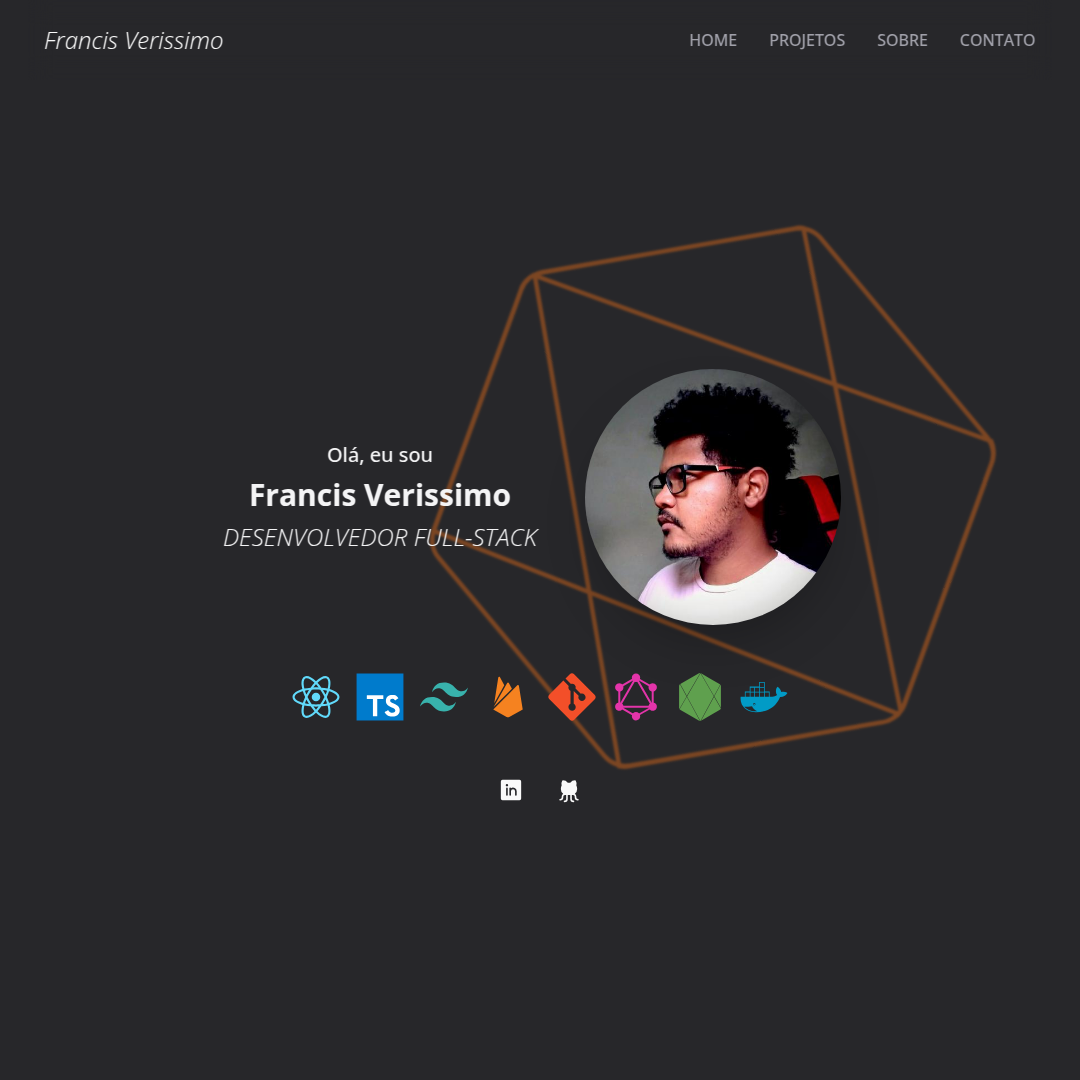 Francis Verissimo
HOME PROJETOS SOBRE CONTATO
Olá, eu sou
Francis Verissimo
DESENVOLVEDOR FULL-STACK
TS
in